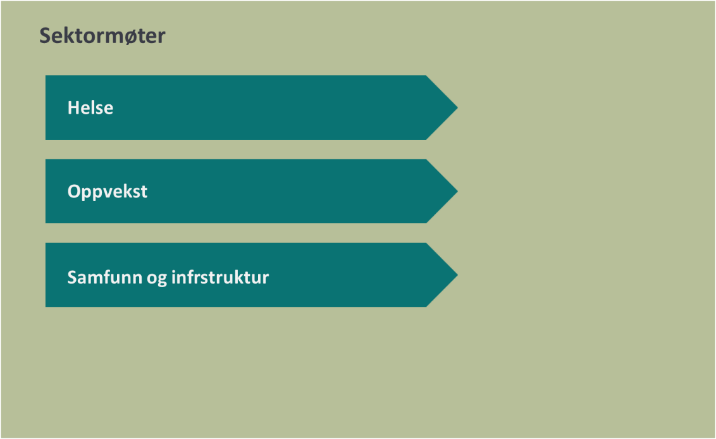 Sektormøter
Helse
Oppvekst
Samfunn og infrstruktur